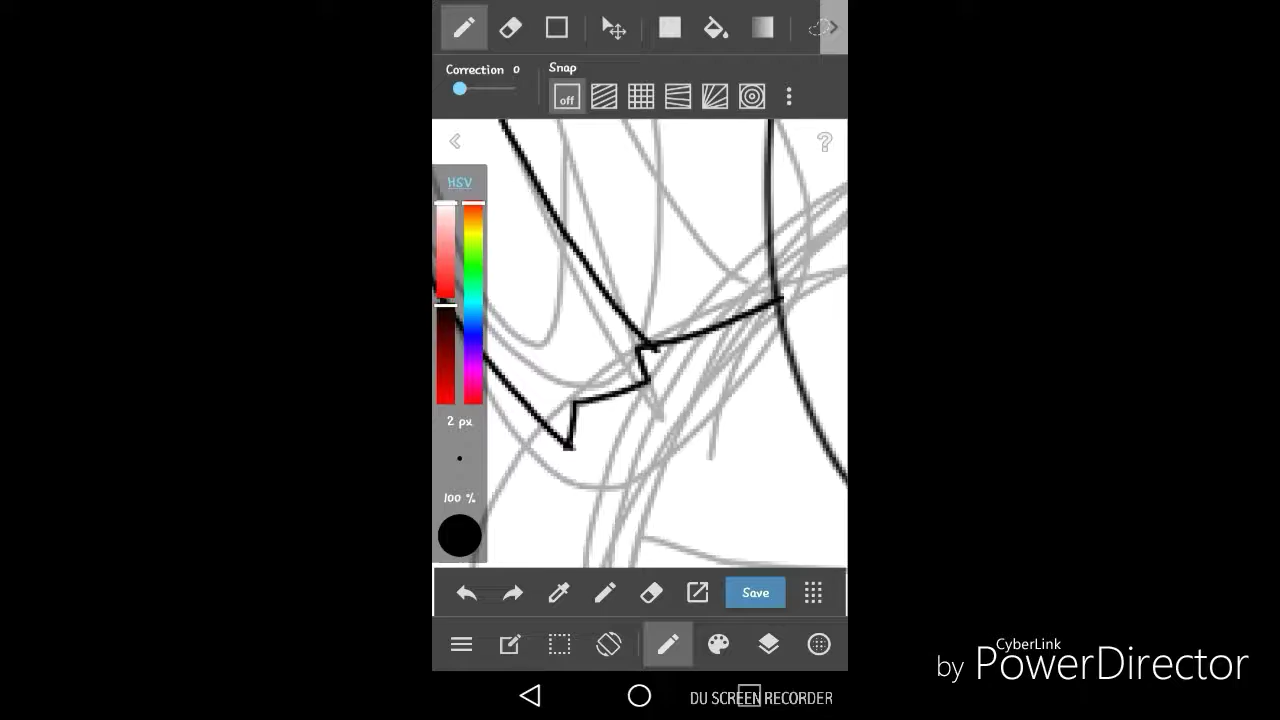 Correction 0
Snap
off
?
HSV
2 px
100 %
Save
CyberLink
by PowerDirector
DU SCREEN RECORDER